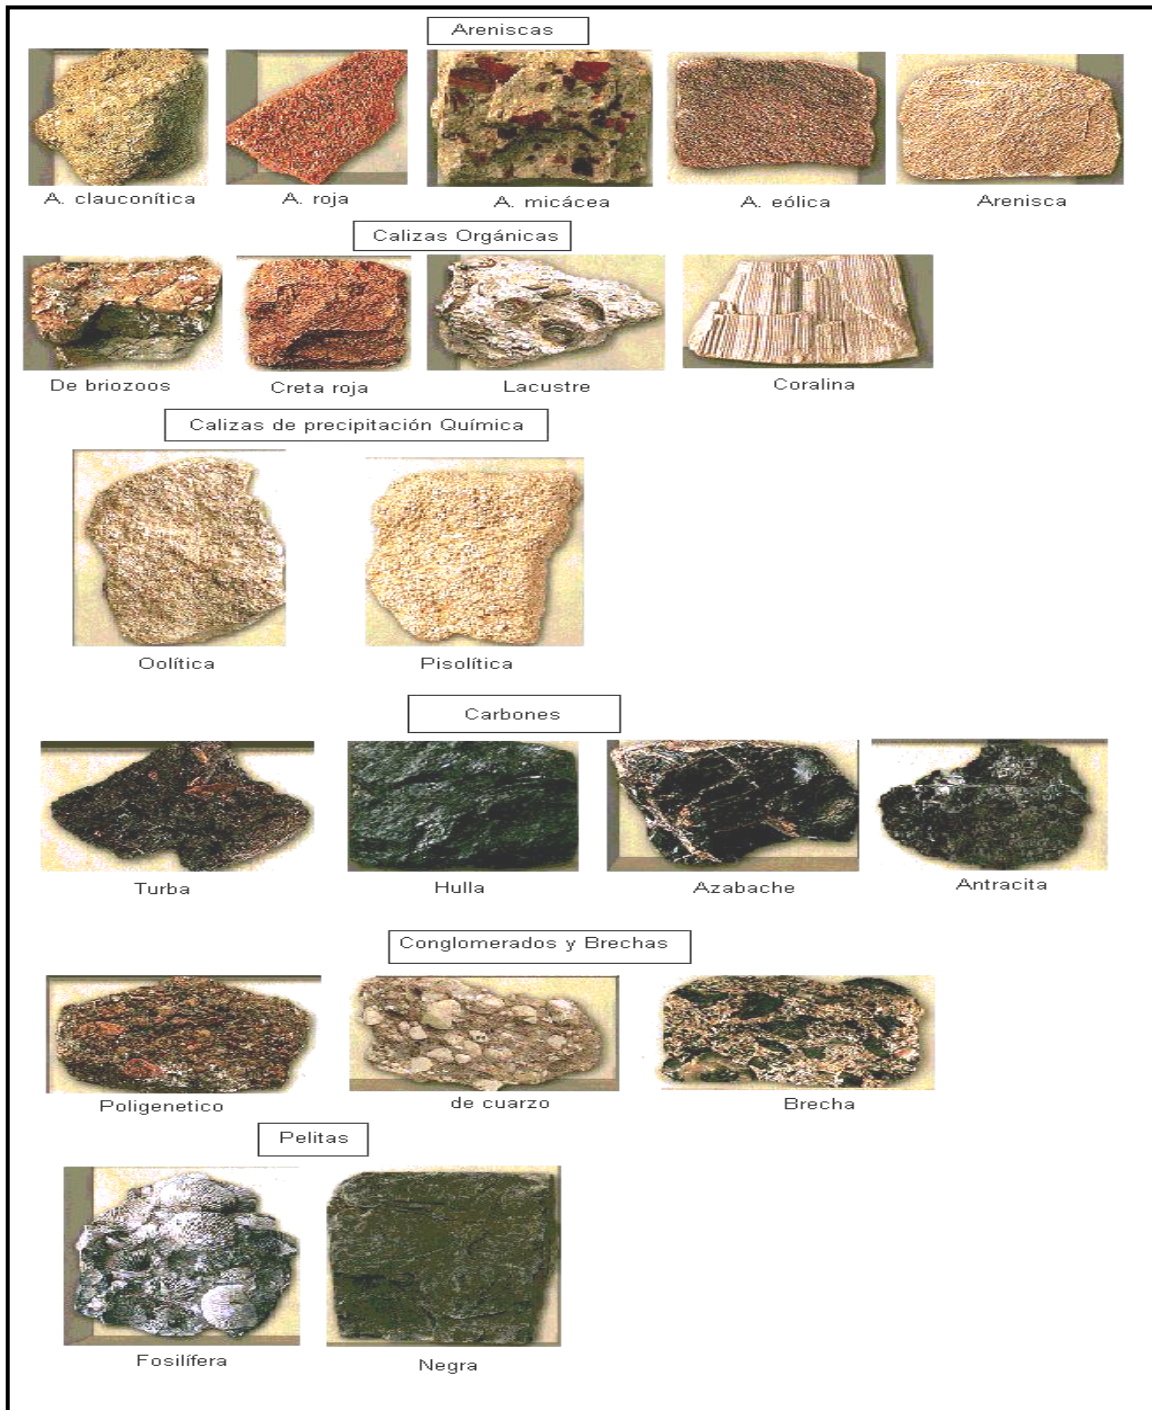 Areniscas
A. clauconítica
A. roja
A. micácea
A. eólica
Arenisca
Calizas Orgánicas
De briozoos
Creta roja
Lacustre
Coralina
Calizas de precipitación Química
Oolítica
Pisolítica
Carbones
Turba
Hulla
Azabache
Antracita
Conglomerados y Brechas
Poligenetico
de cuarzo
Brecha
Pelitas
Fosilífera
Negra